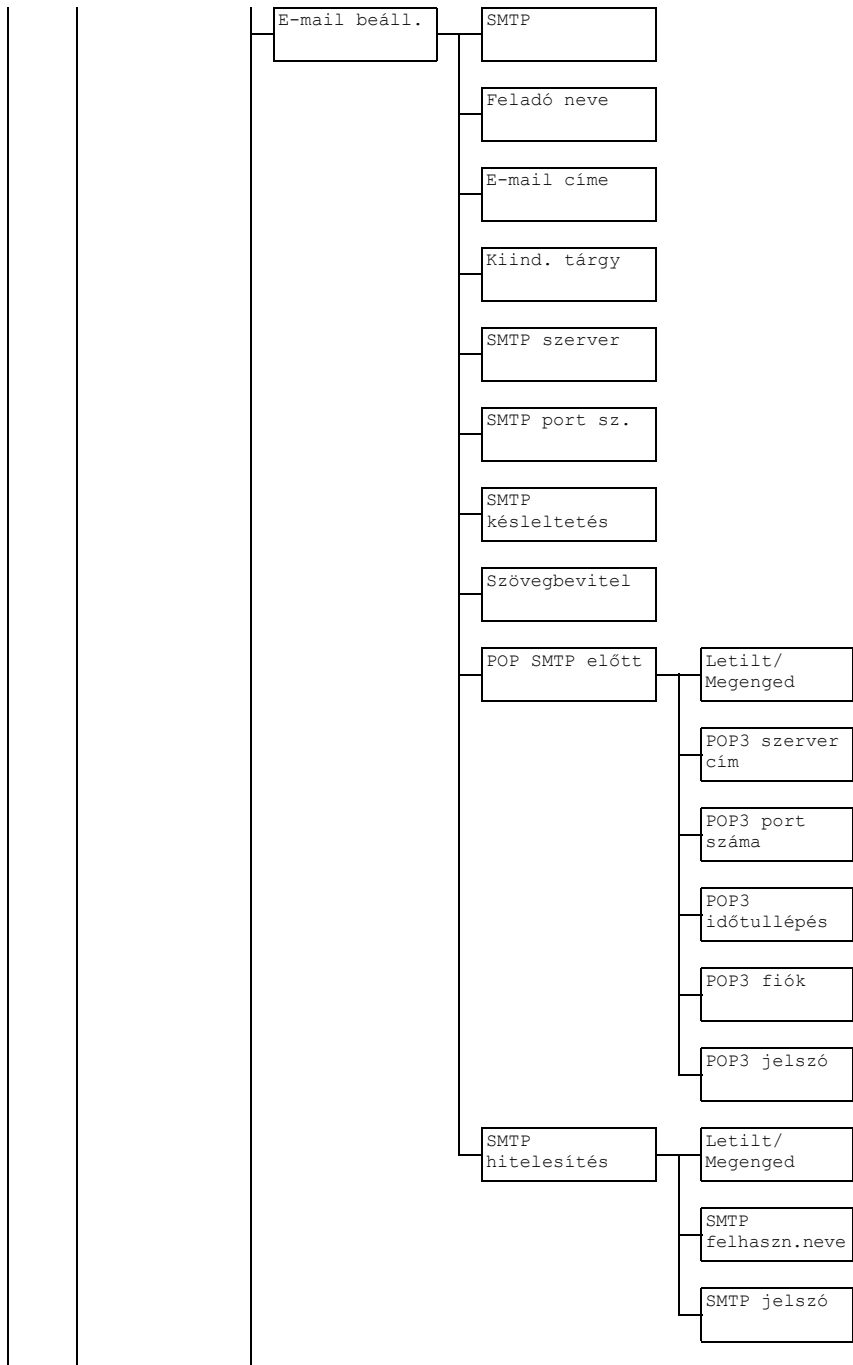 E-mail beáll.
SMTP
Feladó neve
E-mail címe
Kiind. tárgy
SMTP szerver
SMTP port sz.
SMTP
késleltetés
Szövegbevitel
POP SMTP előtt
Letilt/
Megenged
POP3 szerver
cím
POP3 port
száma
POP3
időtullépés
POP3 fiók
POP3 jelszó
SMTP
hitelesítés
Letilt/
Megenged
SMTP
felhaszn.neve
SMTP jelszó